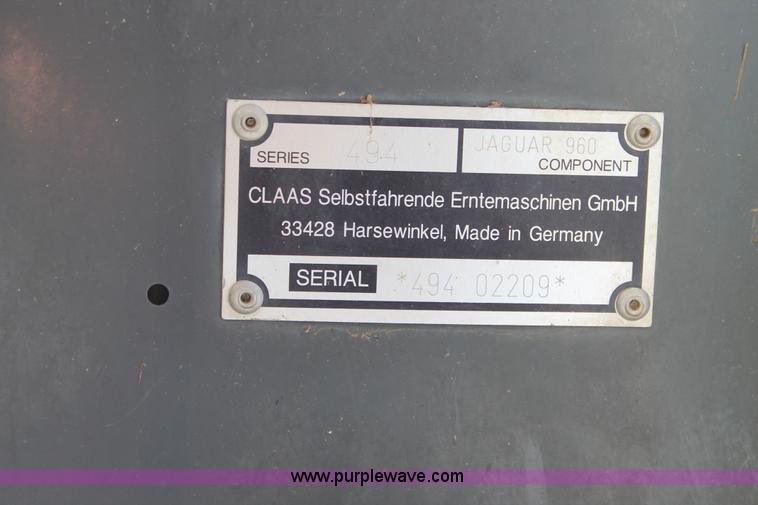 SERIES 494 JAGUAR 960 COMPONENT
CLAAS Selbstfahrende Erntemaschinen GmbH
33428 Harsewinkel, Made in Germany
SERIAL *494 02209*
www.purplewave.com